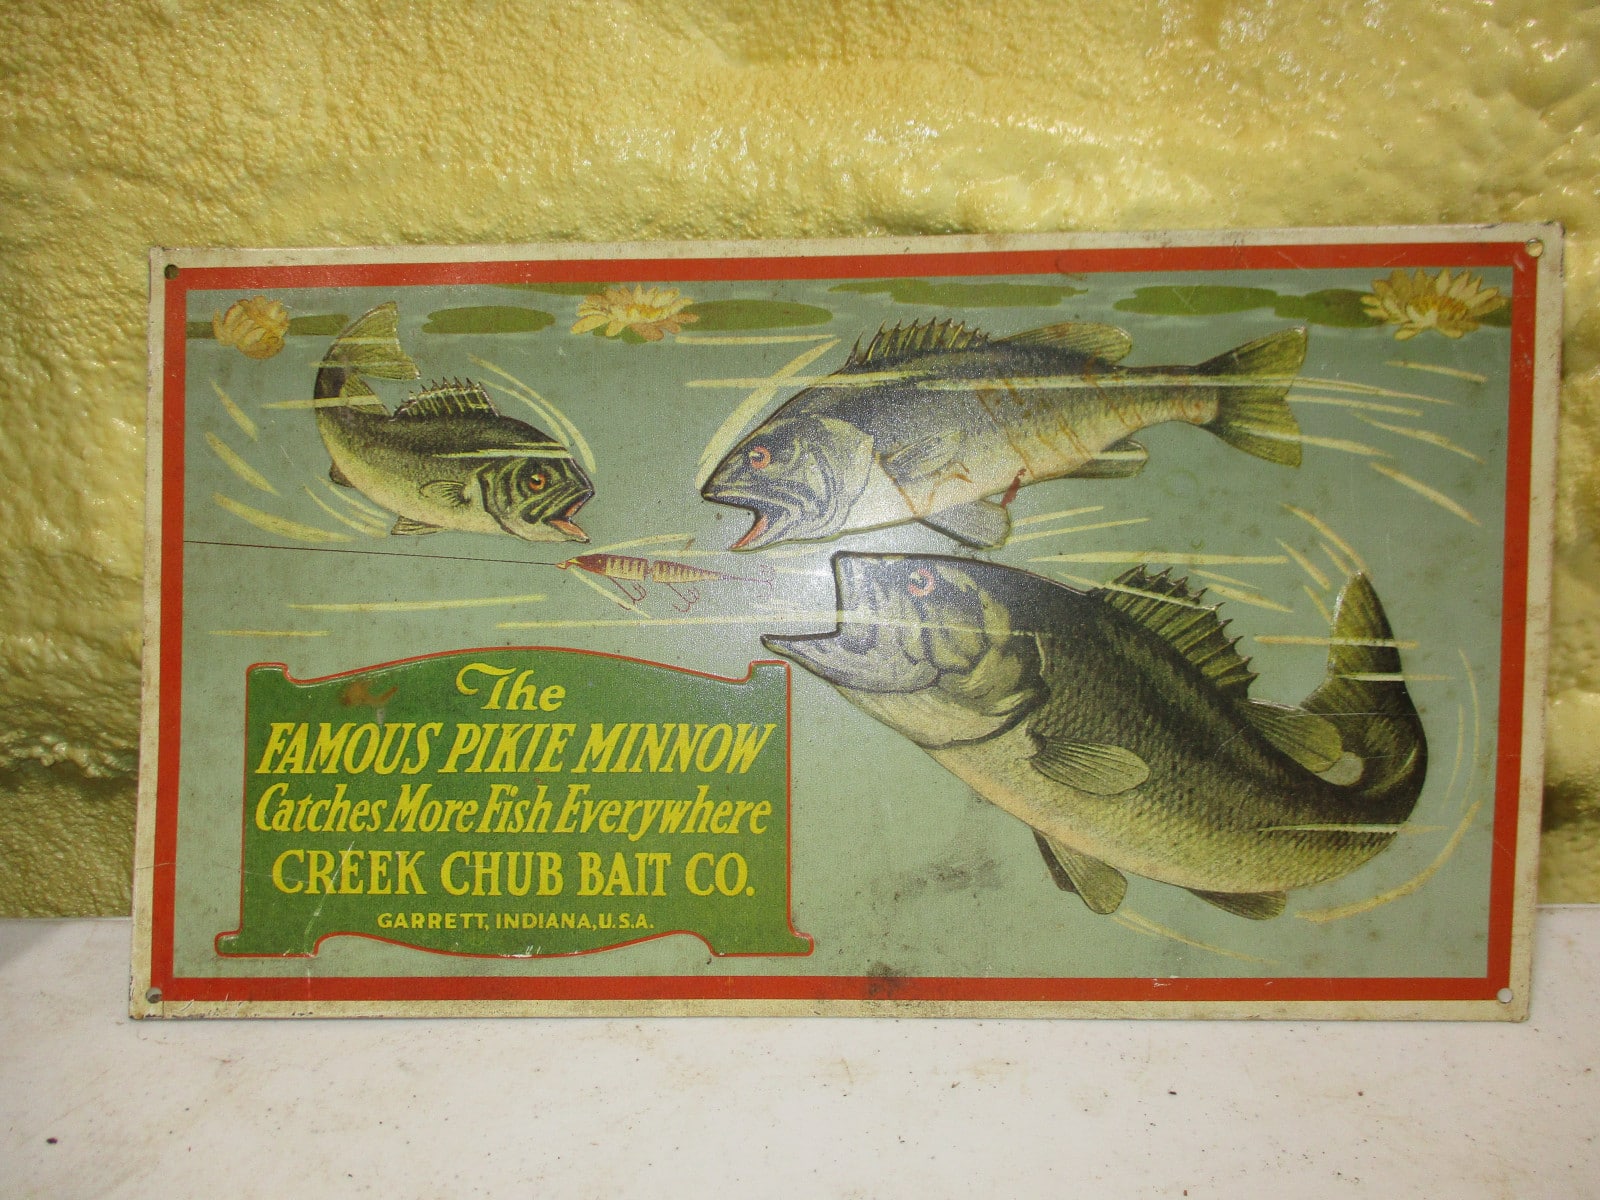 The
FAMOUS PIKIE MINNOW
Catches More Fish Everywhere
CREEK CHUB BAIT CO.
GARRETT, INDIANA, U.S.A.